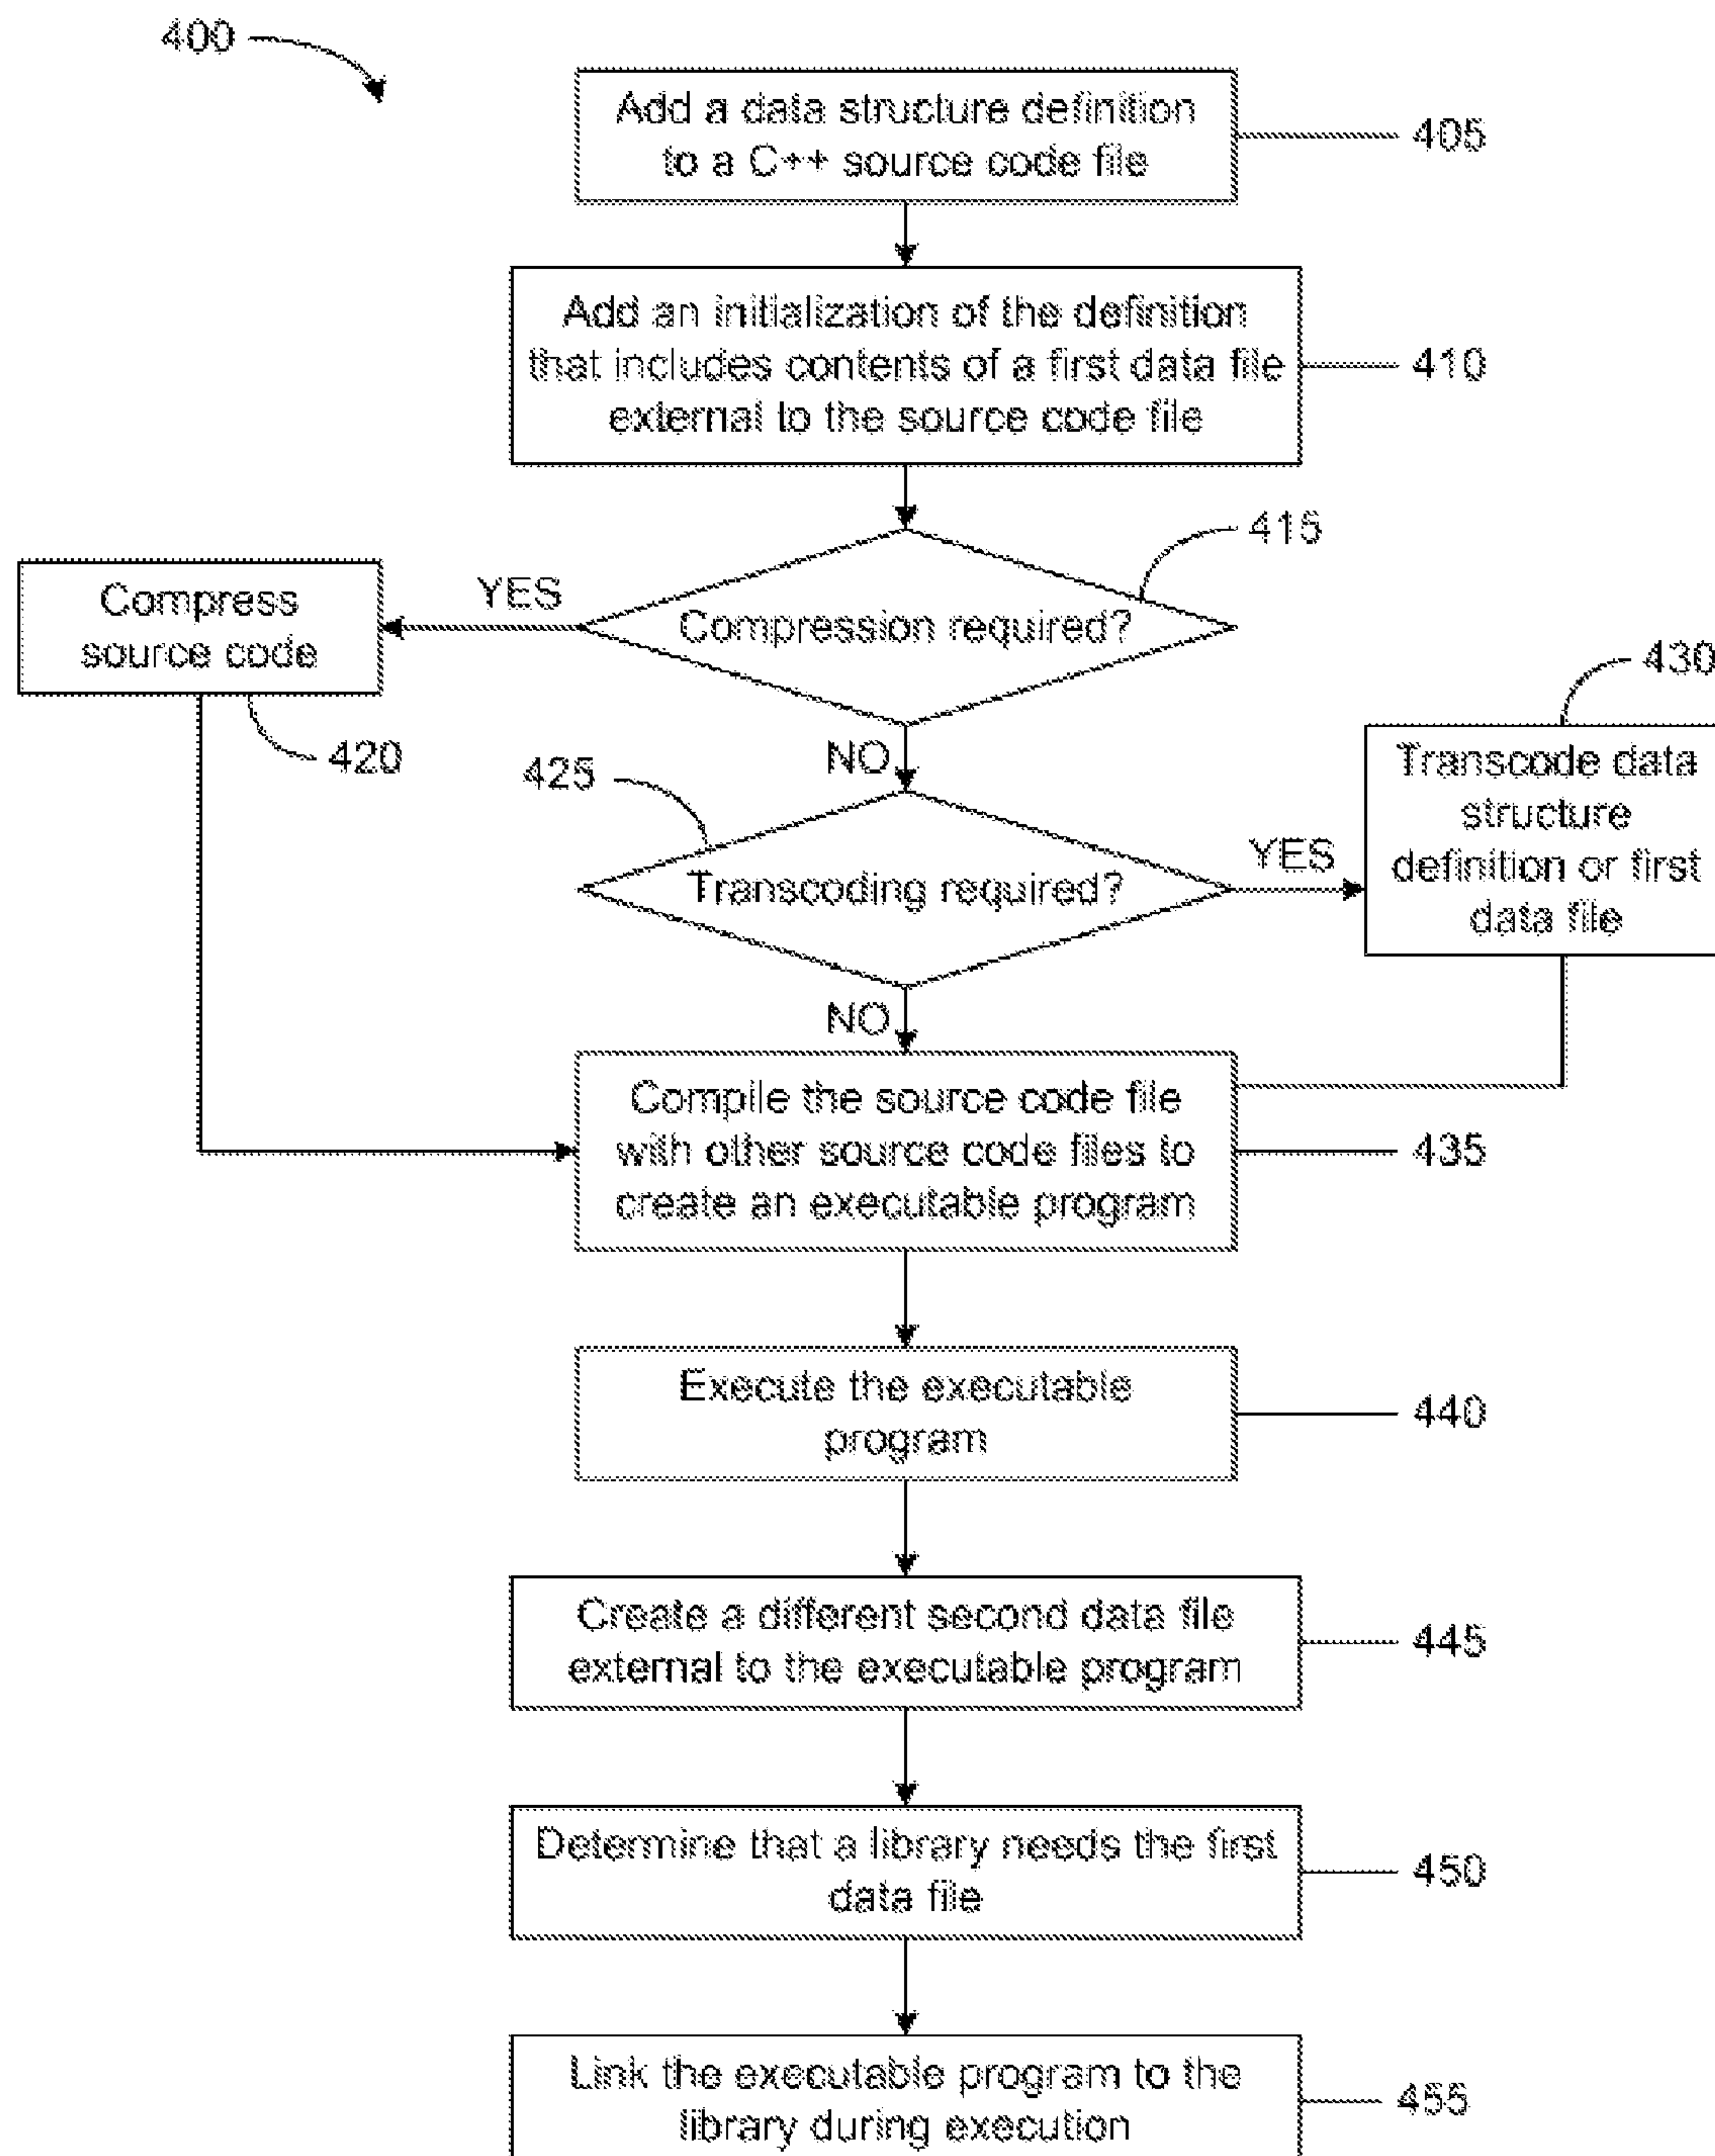 400
Add a data structure definition
to a C++ source code file
405
Add an initialization of the definition
that includes contents of a first data file
external to the source code file
410
415
Compression required?
YES
Compress
source code
420
NO
425
Transcoding required?
YES
430
Transcode data
structure
definition or first
data file
NO
Compile the source code file
with other source code files to
create an executable program
435
Execute the executable
program
440
Create a different second data file
external to the executable program
445
Determine that a library needs the first
data file
450
Link the executable program to the
library during execution
455